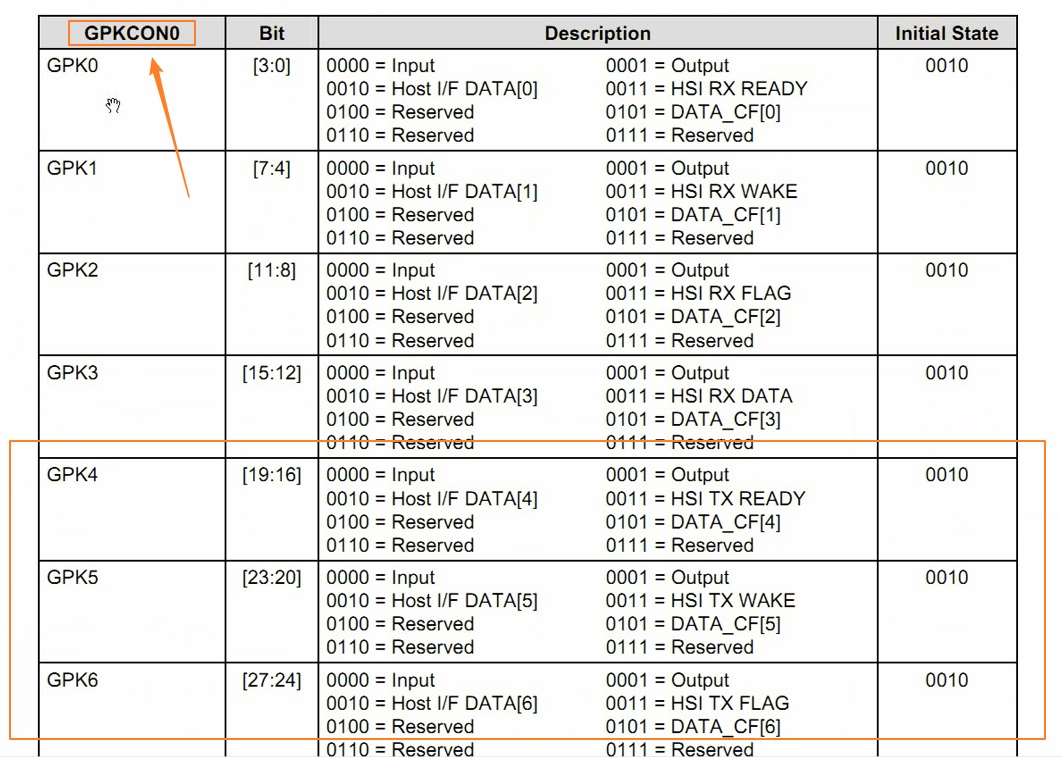 GPKCON0 Bit Description Initial State
GPK0 [3:0] 0000 = Input 0001 = Output 0010
0010 = Host I/F DATA[0] 0011 = HSI RX READY
0100 = Reserved 0101 = DATA_CF[0]
0110 = Reserved 0111 = Reserved
GPK1 [7:4] 0000 = Input 0001 = Output 0010
0010 = Host I/F DATA[1] 0011 = HSI RX WAKE
0100 = Reserved 0101 = DATA_CF[1]
0110 = Reserved 0111 = Reserved
GPK2 [11:8] 0000 = Input 0001 = Output 0010
0010 = Host I/F DATA[2] 0011 = HSI RX FLAG
0100 = Reserved 0101 = DATA_CF[2]
0110 = Reserved 0111 = Reserved
GPK3 [15:12] 0000 = Input 0001 = Output 0010
0010 = Host I/F DATA[3] 0011 = HSI RX DATA
0100 = Reserved 0101 = DATA_CF[3]
0110 = Reserved 0111 = Reserved
GPK4 [19:16] 0000 = Input 0001 = Output 0010
0010 = Host I/F DATA[4] 0011 = HSI TX READY
0100 = Reserved 0101 = DATA_CF[4]
0110 = Reserved 0111 = Reserved
GPK5 [23:20] 0000 = Input 0001 = Output 0010
0010 = Host I/F DATA[5] 0011 = HSI TX WAKE
0100 = Reserved 0101 = DATA_CF[5]
0110 = Reserved 0111 = Reserved
GPK6 [27:24] 0000 = Input 0001 = Output 0010
0010 = Host I/F DATA[6] 0011 = HSI TX FLAG
0100 = Reserved 0101 = DATA_CF[6]
0110 = Reserved 0111 = Reserved